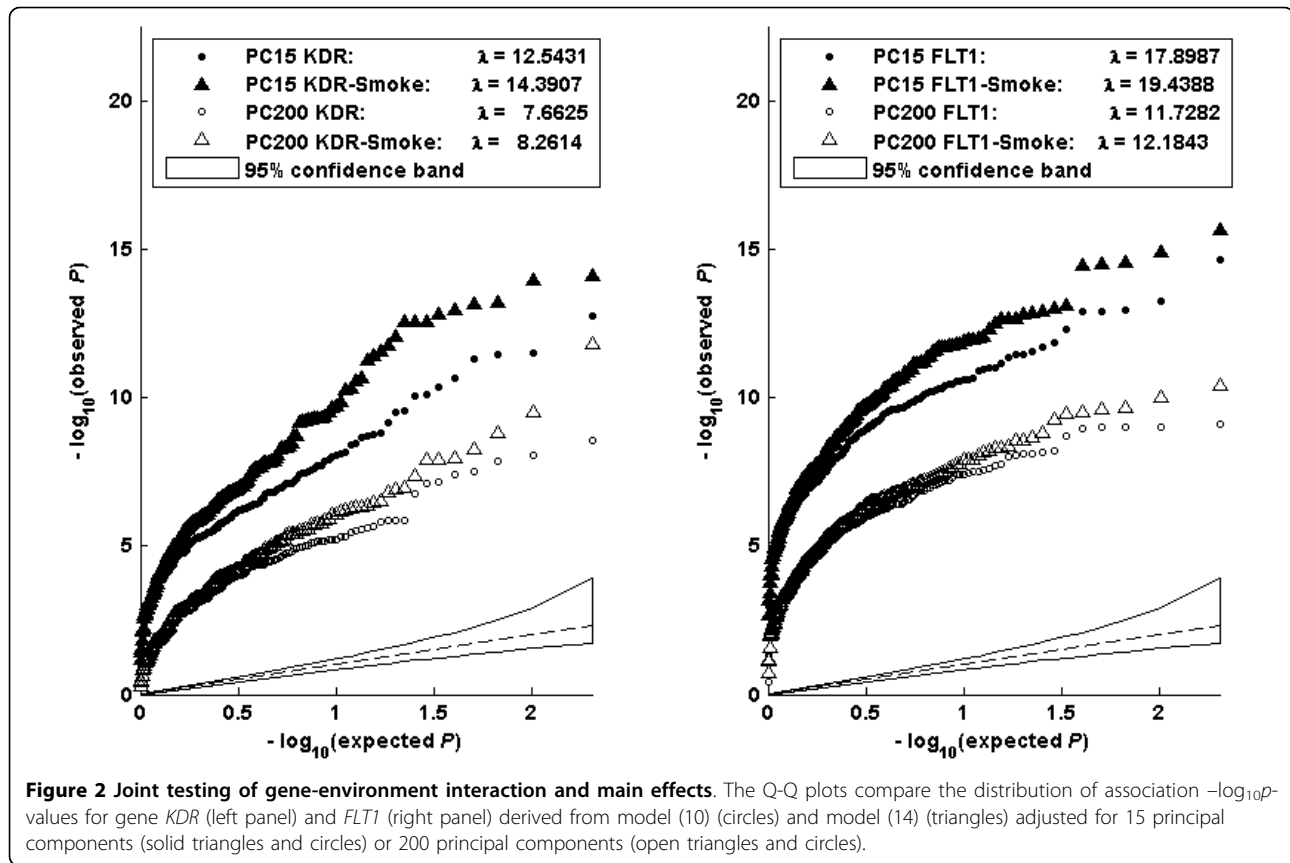 PC15 KDR: λ = 12.5431
PC15 KDR-Smoke: λ = 14.3907
PC200 KDR: λ = 7.6625
PC200 KDR-Smoke: λ = 8.2614
95% confidence band
20
15
10
5
0
- log10(observed P)
0 0.5 1 1.5 2
- log10(expected P)
PC15 FLT1: λ = 17.8987
PC15 FLT1-Smoke: λ = 19.4388
PC200 FLT1: λ = 11.7282
PC200 FLT1-Smoke: λ = 12.1843
95% confidence band
20
15
10
5
0
- log10(observed P)
0 0.5 1 1.5 2
- log10(expected P)
Figure 2 Joint testing of gene-environment interaction and main effects. The Q-Q plots compare the distribution of association –log10p-
values for gene KDR (left panel) and FLT1 (right panel) derived from model (10) (circles) and model (14) (triangles) adjusted for 15 principal
components (solid triangles and circles) or 200 principal components (open triangles and circles).